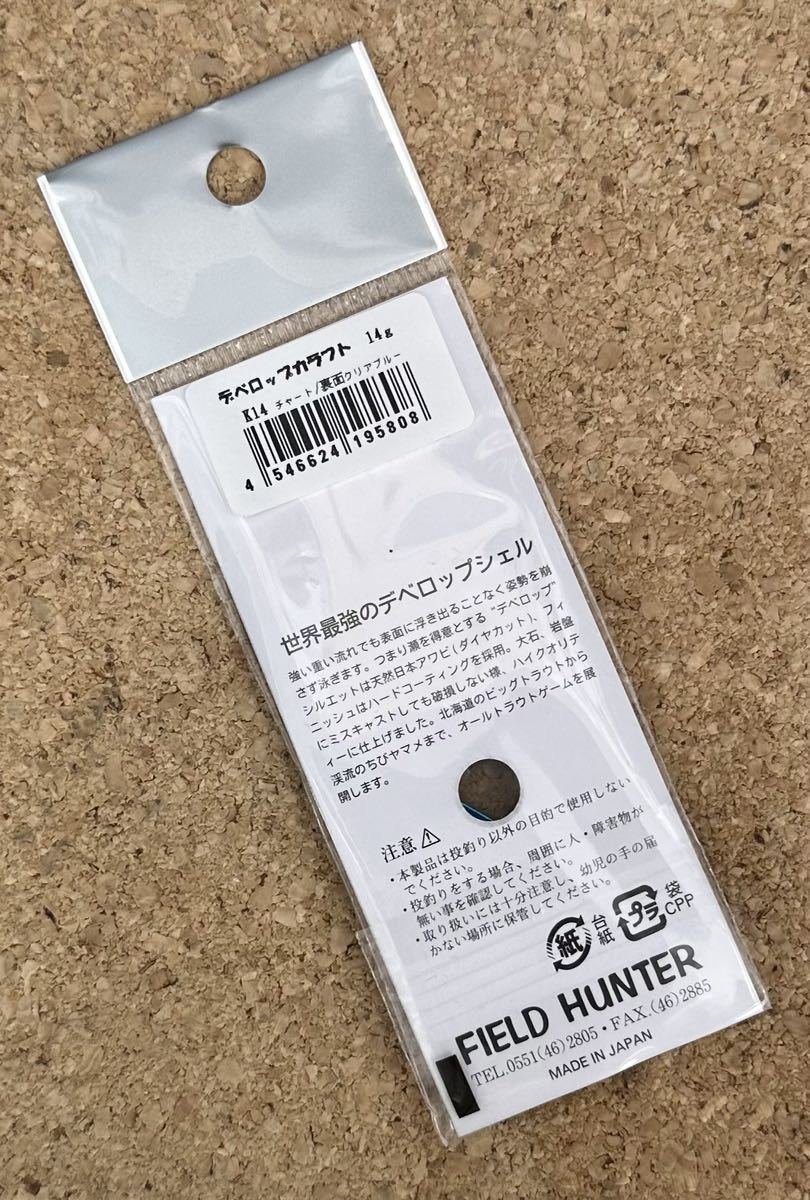 デベロップカラフト 14g
K14 チャート/裏面クリアブルー
4 546624 195808
世界最強のデベロップシェル
強い重い流れでも表面に浮き出ることなく姿勢を崩
さず泳ぎます。つまり瀬を得意とする“デベロップ”
シルエットは天然日本アワビ(ダイヤカット)、フィ
ニッシュはハードコーティングを採用。大石、岩盤
にミスキャストしても破損しない様、ハイクオリテ
ィーに仕上げました。北海道のビッグトラウトから
渓流のちびヤマメまで、オールトラウトゲームを展
開します。
注意⚠
・本製品は投釣り以外の目的で使用しない
でください。
・投釣りをする場合、周囲に人・障害物が
無い事を確認してください。
・取り扱いには十分注意し、幼児の手の届
かない場所に保管してください。
紙 台紙 プラ 袋 CPP
FIELD HUNTER
TEL.0551(46)2805・FAX.(46)2885
MADE IN JAPAN